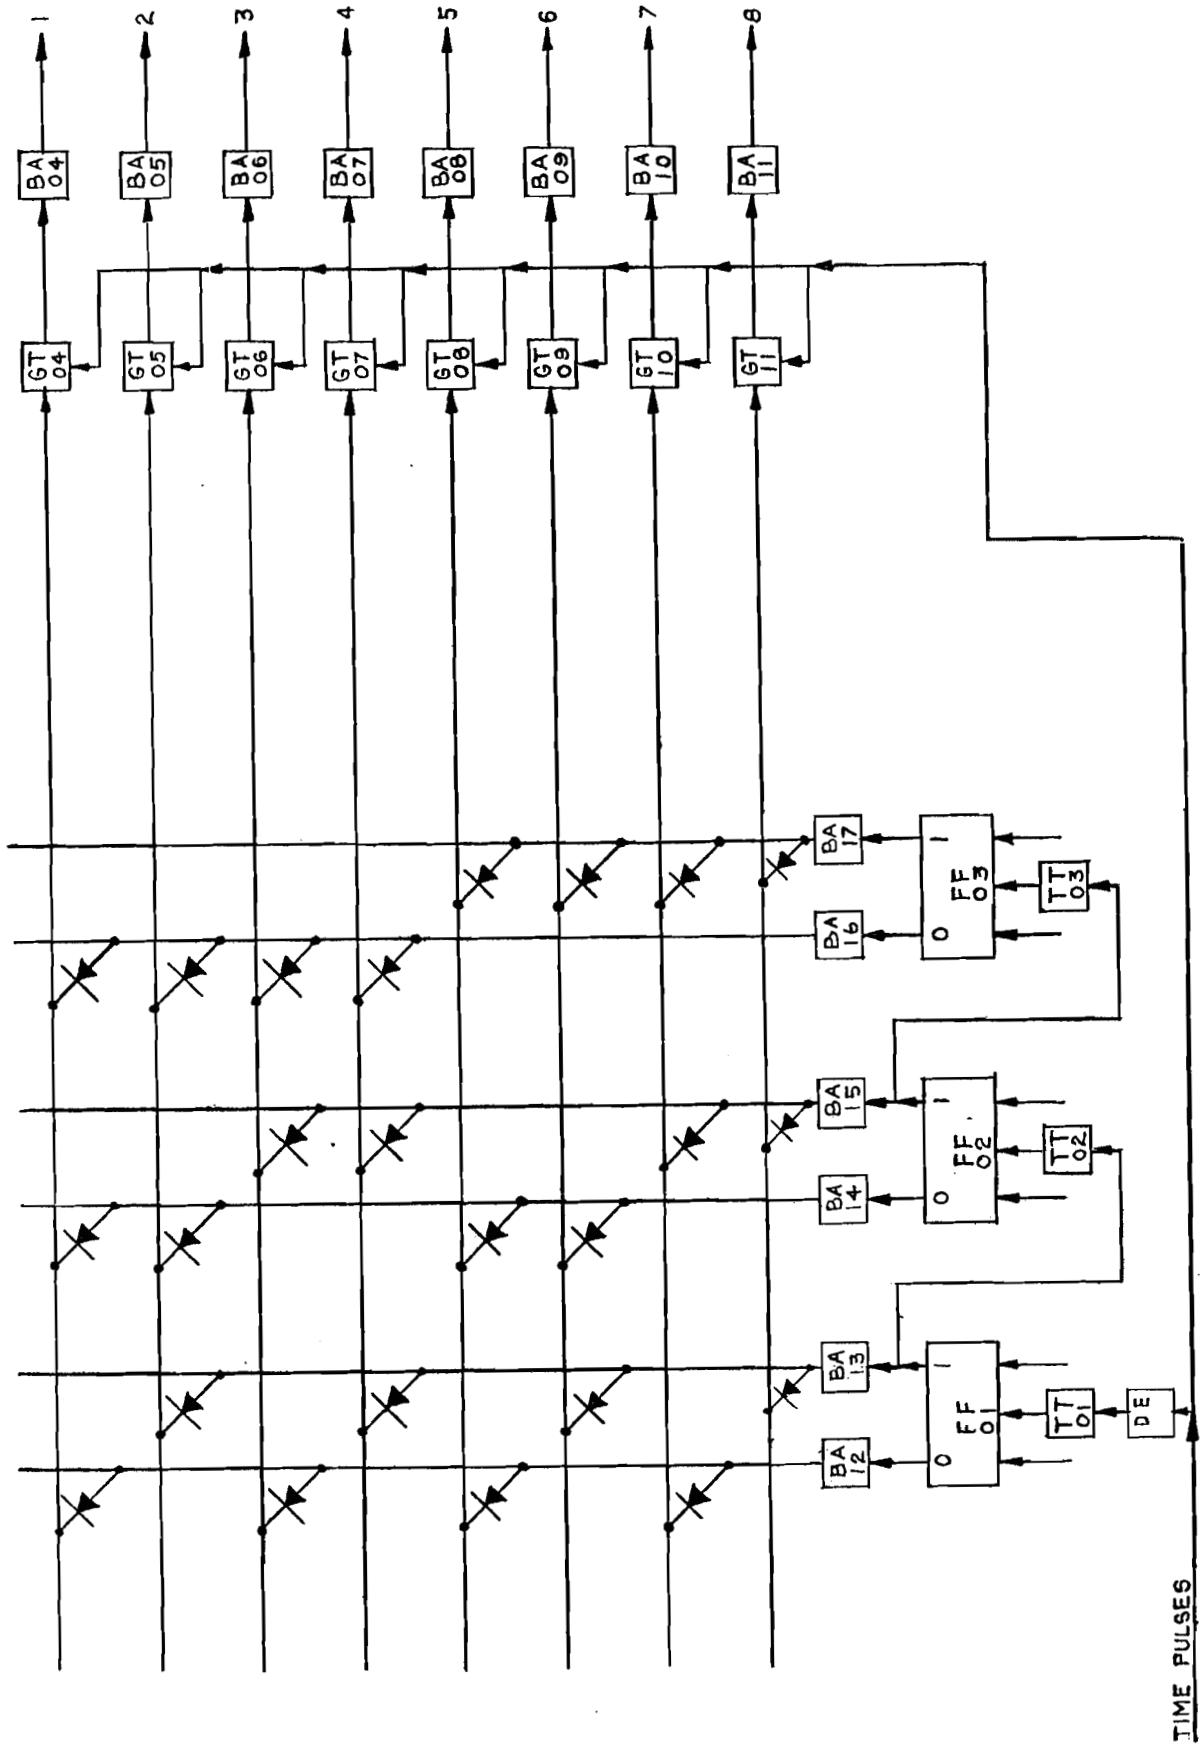 1
2
3
4
5
6
7
8
BA
04
BA
05
BA
06
BA
07
BA
08
BA
09
BA
10
BA
11
GT
04
GT
05
GT
06
GT
07
GT
08
GT
09
GT
10
GT
11
BA
17
BA
16
BA
15
BA
14
BA
13
BA
12
1
0
FF
03
TT
03
1
0
FF
02
TT
02
1
0
FF
01
TT
01
DE
TIME PULSES